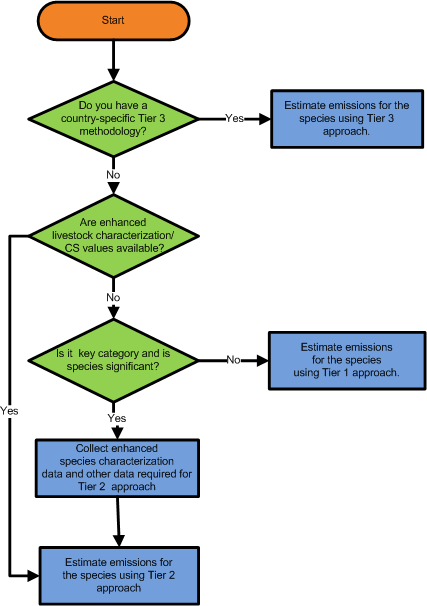 Start
Do you have a
country-specific Tier 3
methodology?
Yes
Estimate emissions for the
species using Tier 3
approach.
No
Are enhanced
livestock characterization/
CS values available?
No
Is it key category and is
species significant?
No
Estimate emissions
for the species
using Tier 1 approach.
Yes
Yes
Collect enhanced
species characterization
data and other data required for
Tier 2 approach
Estimate emissions for
the species using Tier 2
approach